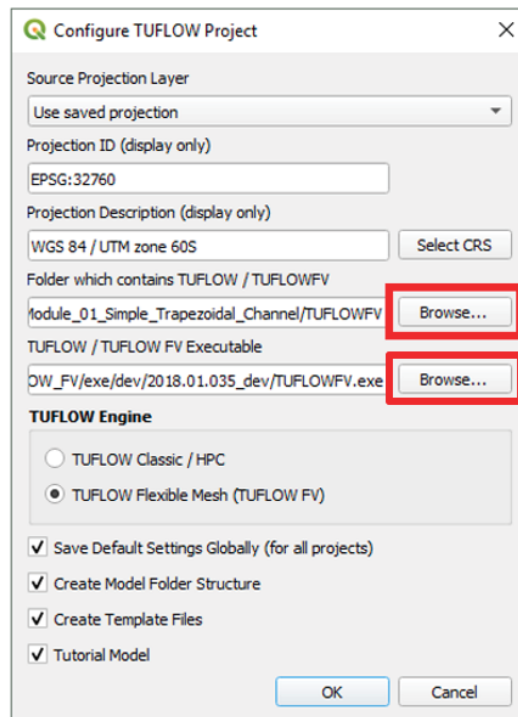 Configure TUFLOW Project
Source Projection Layer
Use saved projection
Projection ID (display only)
EPSG:32760
Projection Description (display only)
WGS 84 / UTM zone 60S
Select CRS
Folder which contains TUFLOW / TUFLOWFV
Module_01_Simple_Trapezoidal_Channel/TUFLOWFV
Browse...
TUFLOW / TUFLOW FV Executable
OW_FV/exe/dev/2018.01.035_dev/TUFLOWFV.exe
Browse...
TUFLOW Engine
TUFLOW Classic / HPC
TUFLOW Flexible Mesh (TUFLOW FV)
Save Default Settings Globally (for all projects)
Create Model Folder Structure
Create Template Files
Tutorial Model
OK
Cancel